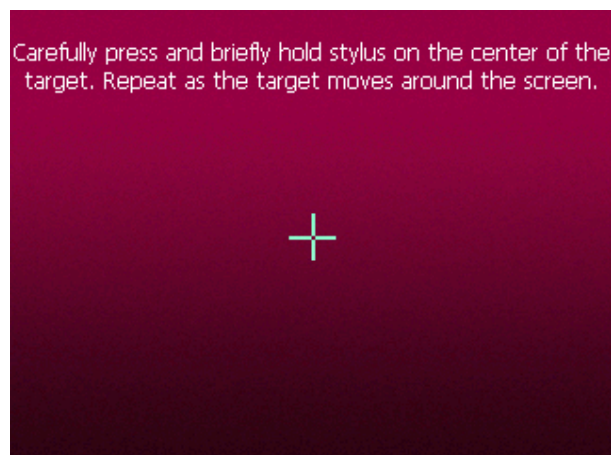 Carefully press and briefly hold stylus on the center of the
target. Repeat as the target moves around the screen.